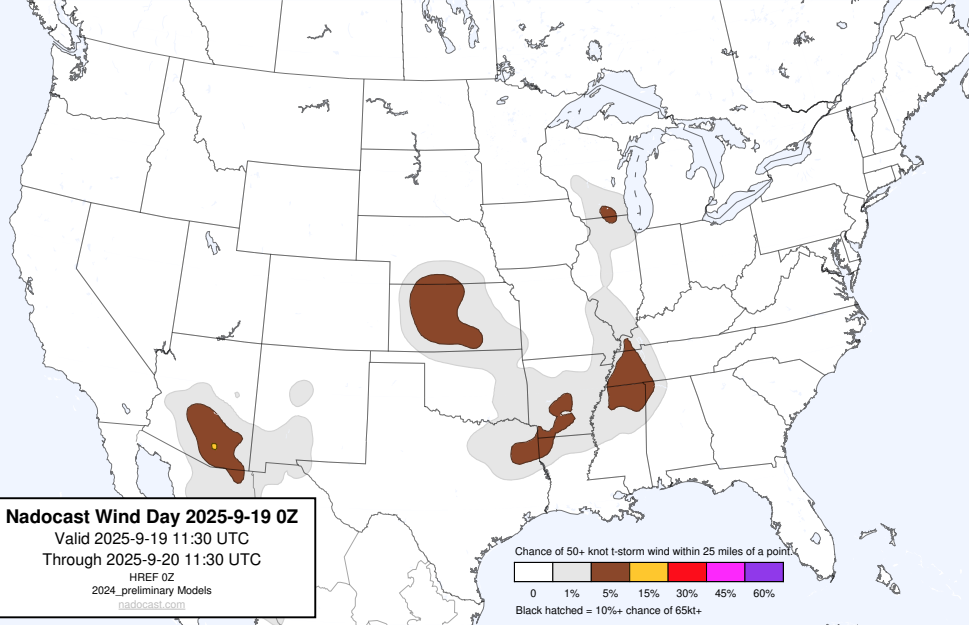 Nadocast Wind Day 2025-9-19 0Z
Valid 2025-9-19 11:30 UTC
Through 2025-9-20 11:30 UTC
HREF 0Z
2024_preliminary Models
nadocast.com
Chance of 50+ knot t-storm wind within 25 miles of a point.
0 1% 5% 15% 30% 45% 60%
Black hatched = 10%+ chance of 65kt+